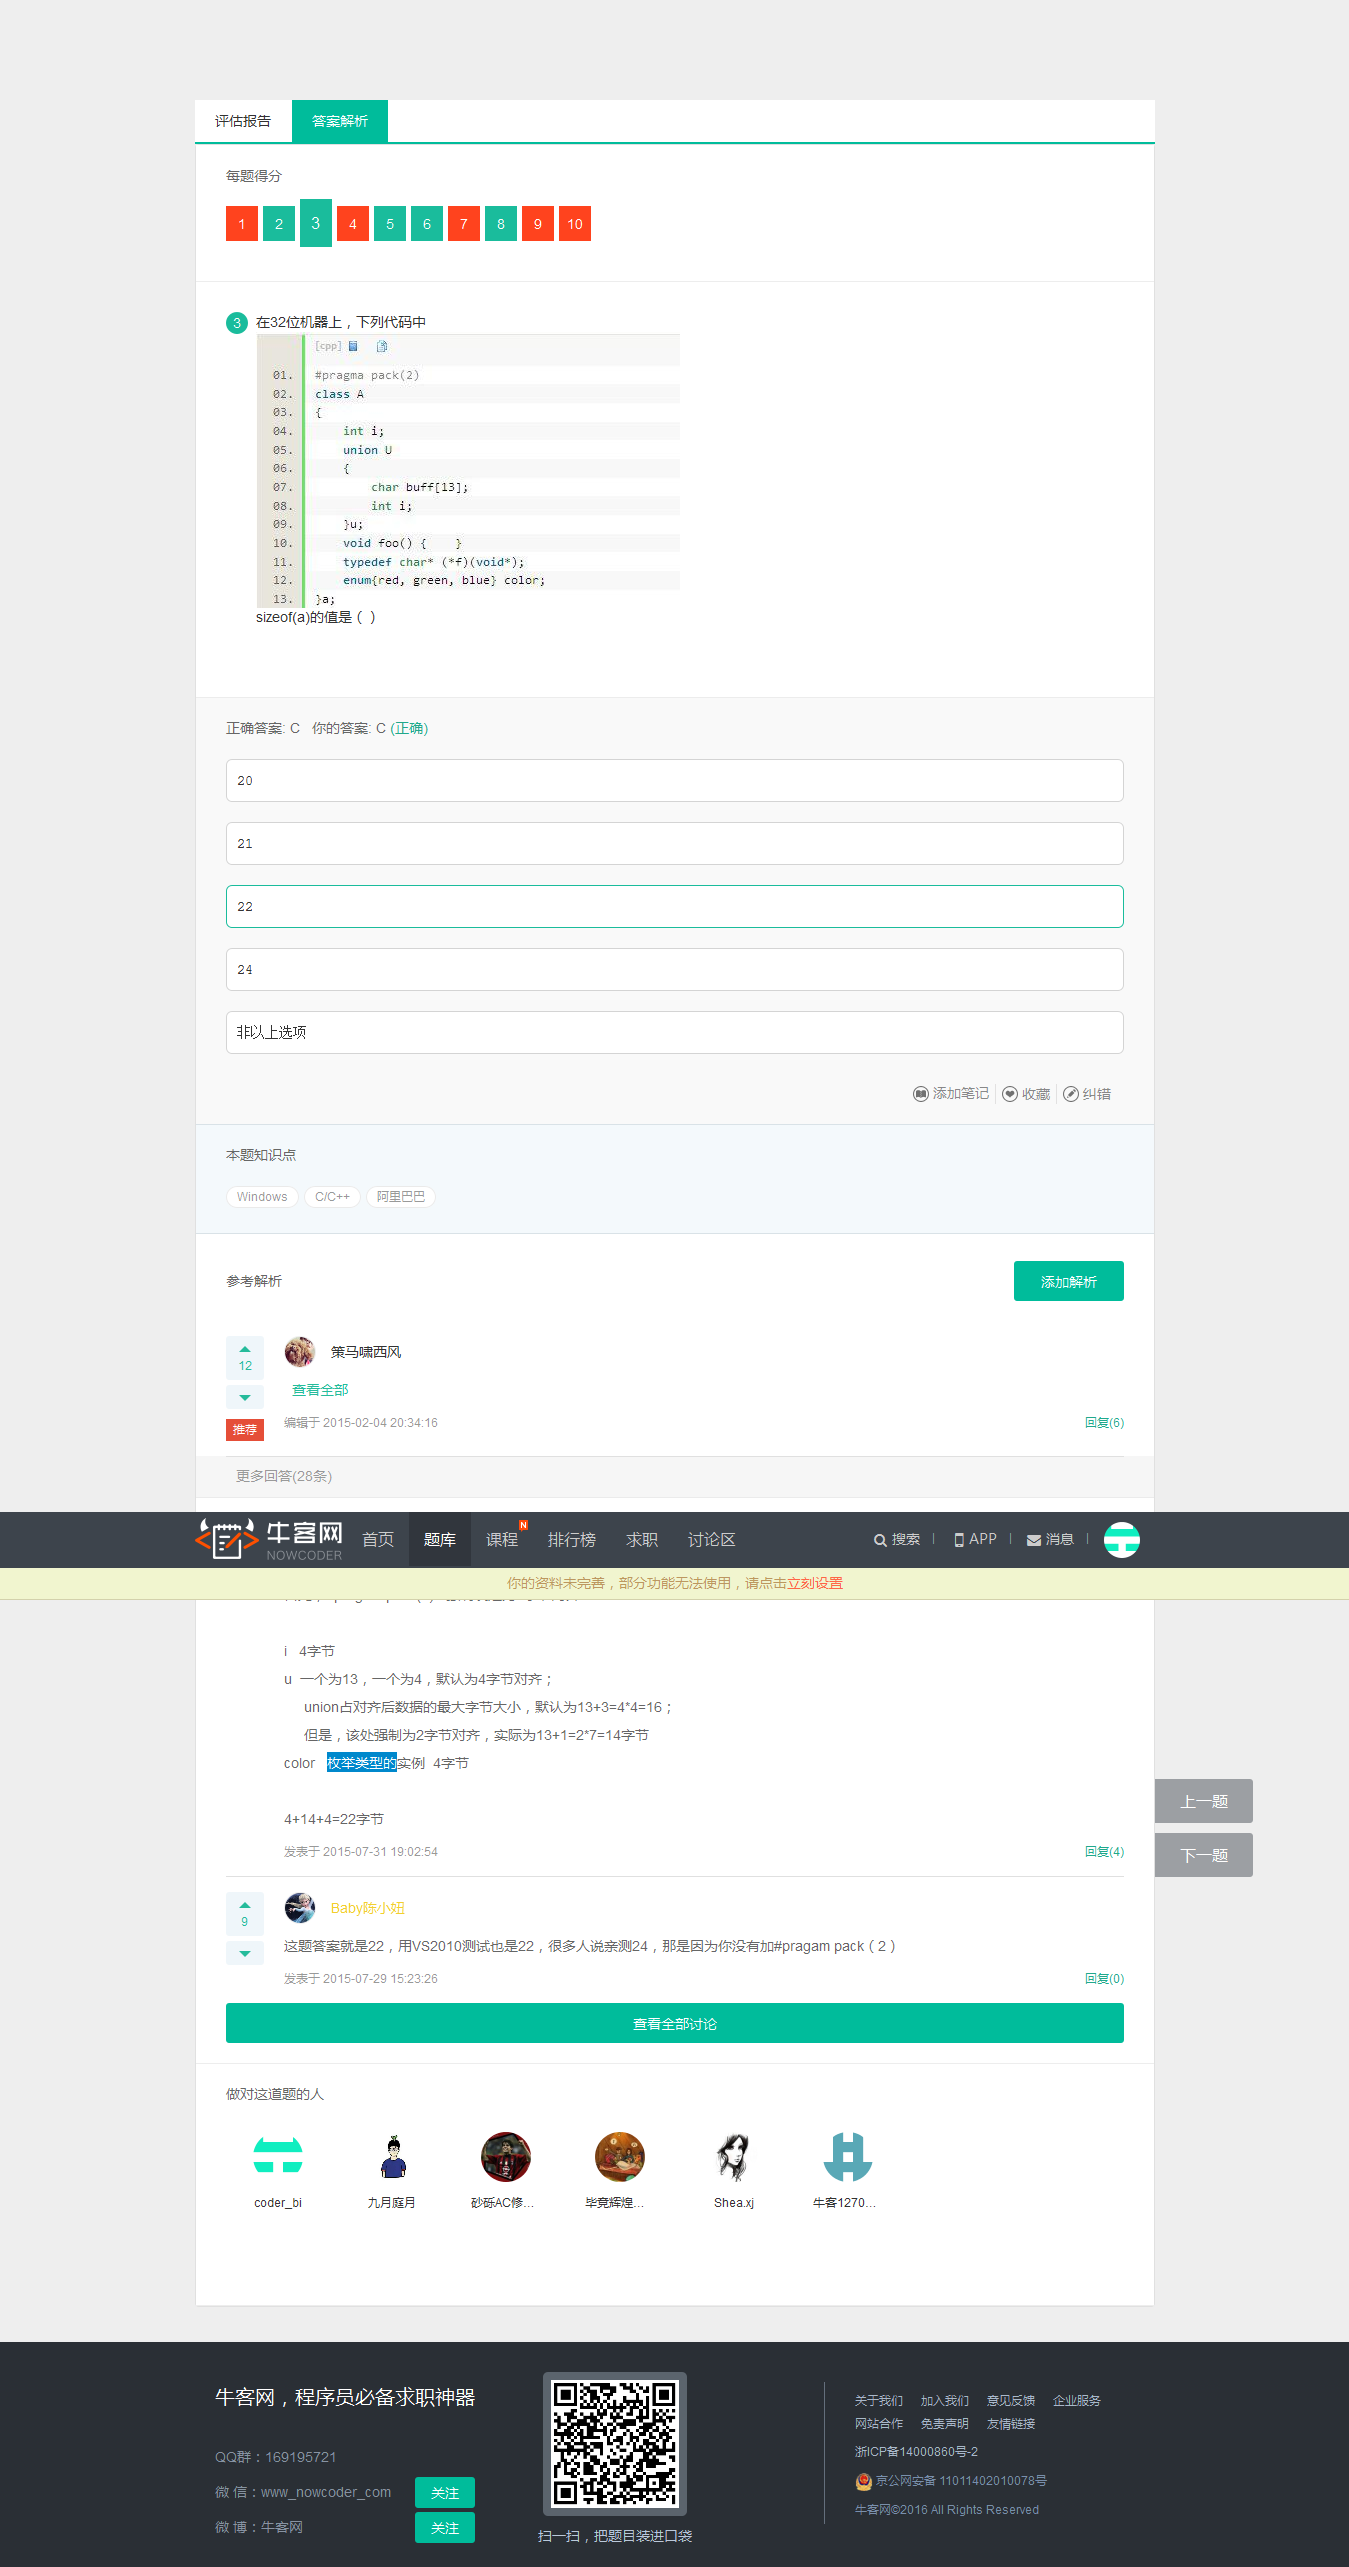 评估报告 答案解析
每题得分
1 2 3 4 5 6 7 8 9 10
3 在32位机器上，下列代码中
[cpp]
01. #pragma pack(2)
02. class A
03. {
04. int i;
05. union U
06. {
07. char buff[13];
08. int i;
09. }u;
10. void foo() { }
11. typedef char* (*f)(void*);
12. enum{red, green, blue} color;
13. }a;
sizeof(a)的值是（ ）
正确答案: C 你的答案: C (正确)
20
21
22
24
非以上选项
添加笔记 收藏 纠错
本题知识点
Windows C/C++ 阿里巴巴
参考解析 添加解析
12 策马啸西风
查看全部
推荐 编辑于 2015-02-04 20:34:16 回复(6)
更多回答(28条)
牛客网 NOWCODER 首页 题库 课程 N 排行榜 求职 讨论区 搜索 APP 消息
你的资料未完善，部分功能无法使用，请点击立刻设置
i 4字节
u 一个为13，一个为4，默认为4字节对齐；
union占对齐后数据的最大字节大小，默认为13+3=4*4=16；
但是，该处强制为2字节对齐，实际为13+1=2*7=14字节
color 枚举类型的实例 4字节
4+14+4=22字节
上一题
发表于 2015-07-31 19:02:54 回复(4)
下一题
9 Baby陈小妞
这题答案就是22，用VS2010测试也是22，很多人说亲测24，那是因为你没有加#pragam pack（2）
发表于 2015-07-29 15:23:26 回复(0)
查看全部讨论
做对这道题的人
coder_bi 九月庭月 砂砾AC修... 毕竟辉煌... Shea.xj 牛客1270...
牛客网，程序员必备求职神器
QQ群：169195721
微 信：www_nowcoder_com 关注
微 博：牛客网 关注
扫一扫，把题目装进口袋
关于我们 加入我们 意见反馈 企业服务
网站合作 免责声明 友情链接
浙ICP备14000860号-2
京公网安备 11011402010078号
牛客网©2016 All Rights Reserved